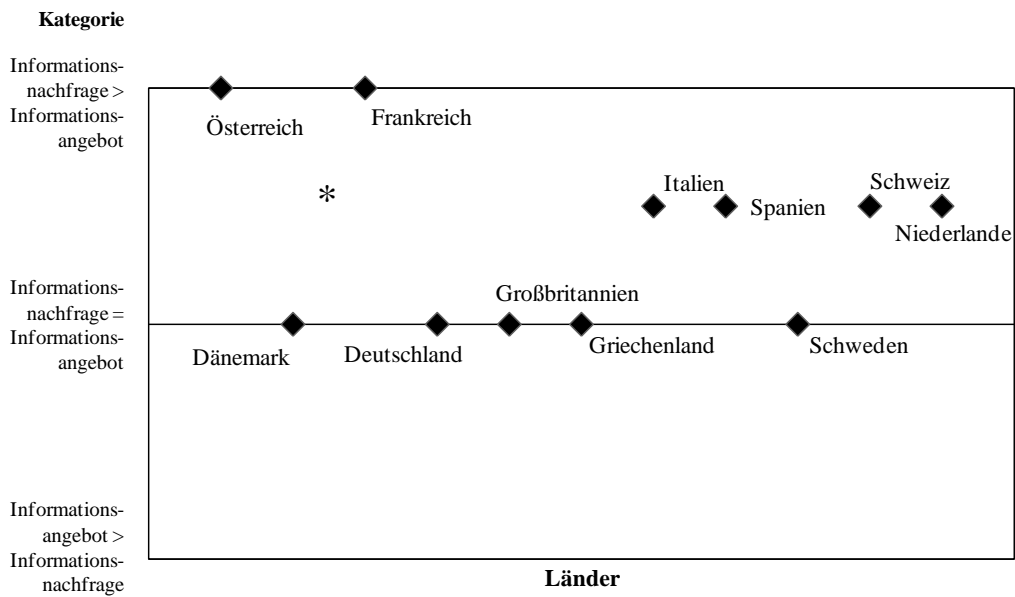 Kategorie
Informations-
nachfrage >
Informations-
angebot
Österreich
Frankreich
*
Italien
Spanien
Schweiz
Niederlande
Informations-
nachfrage =
Informations-
angebot
Großbritannien
Dänemark
Deutschland
Griechenland
Schweden
Informations-
angebot >
Informations-
nachfrage
Länder